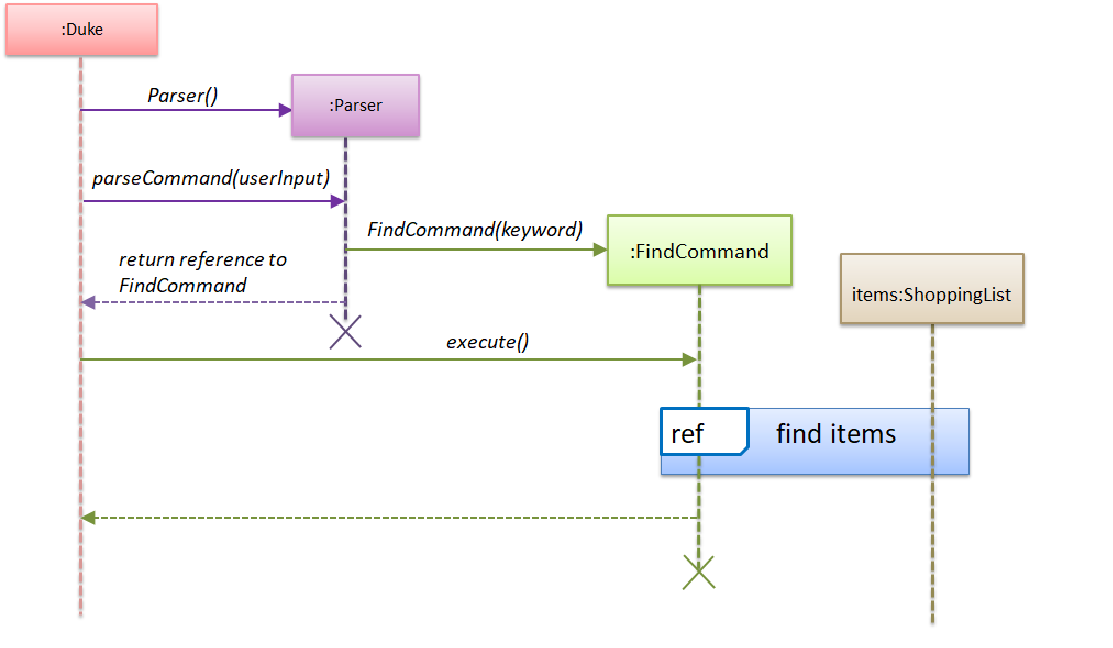 :Duke
Parser()
:Parser
parseCommand(userInput)
FindCommand(keyword)
:FindCommand
return reference to
FindCommand
items:ShoppingList
execute()
ref
find items